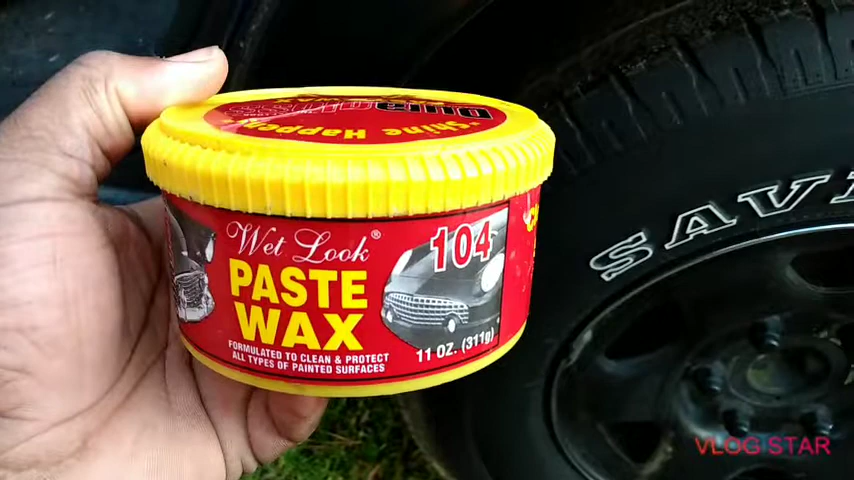 Shine Happen
Wet Look®
104
PASTE
WAX
FORMULATED TO CLEAN & PROTECT
ALL TYPES OF PAINTED SURFACES
11 OZ. (311g)
SAV
VLOG STAR